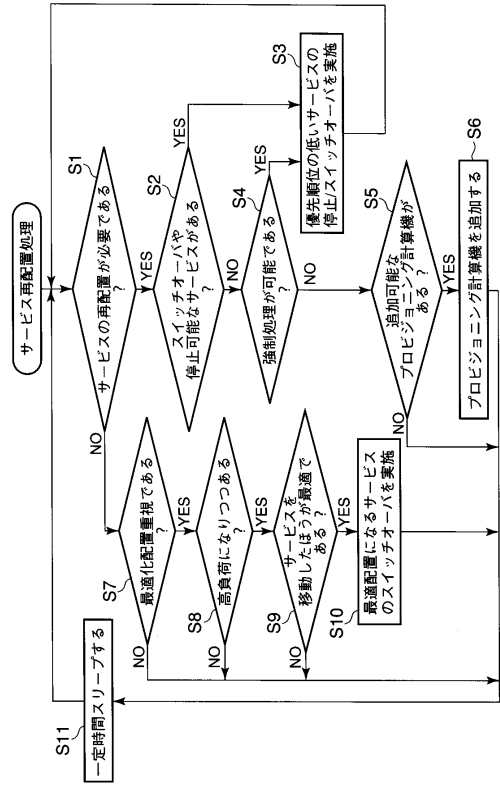 サービス再配置処理
S1
サービスの再配置が必要である
?
YES
NO
S2
スイッチオーバや
停止可能なサービスがある
?
YES
NO
S3
優先順位の低いサービスの
停止/スイッチオーバを実施
S4
強制処理が可能である
?
YES
NO
S5
追加可能な
プロビジョニング計算機が
ある ?
YES
NO
S6
プロビジョニング計算機を追加する
S7
最適化配置重視である
?
YES
NO
S8
高負荷になりつつある
?
YES
NO
S9
サービスを
移動したほうが最適で
ある ?
YES
NO
S10
最適配置になるサービス
のスイッチオーバを実施
S11
一定時間スリープする